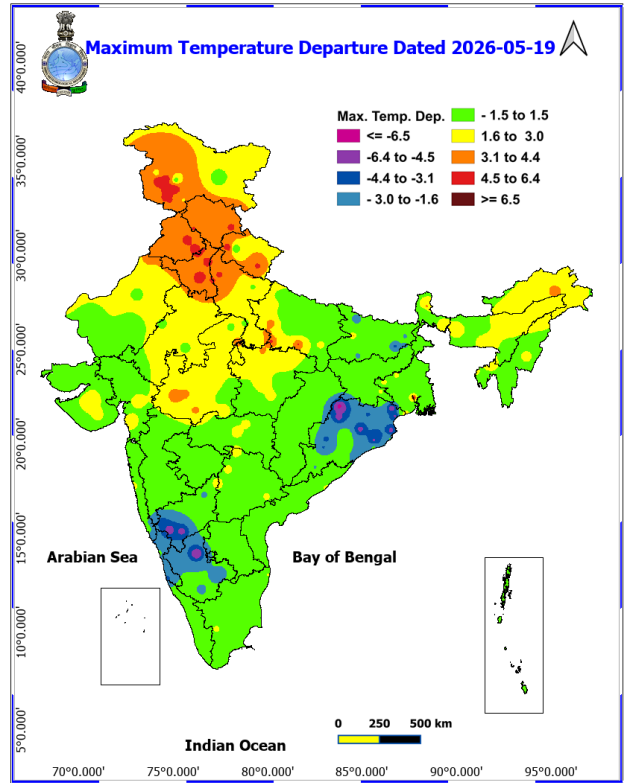 Maximum Temperature Departure Dated 2026-05-19
Max. Temp. Dep.
<= -6.5
-6.4 to -4.5
-4.4 to -3.1
- 3.0 to -1.6
- 1.5 to 1.5
1.6 to 3.0
3.1 to 4.4
4.5 to 6.4
>= 6.5
40°0.000'
35°0.000'
30°0.000'
25°0.000'
20°0.000'
15°0.000'
10°0.000'
5°0.000'
Arabian Sea
Bay of Bengal
Indian Ocean
0 250 500 km
70°0.000' 75°0.000' 80°0.000' 85°0.000' 90°0.000' 95°0.000'